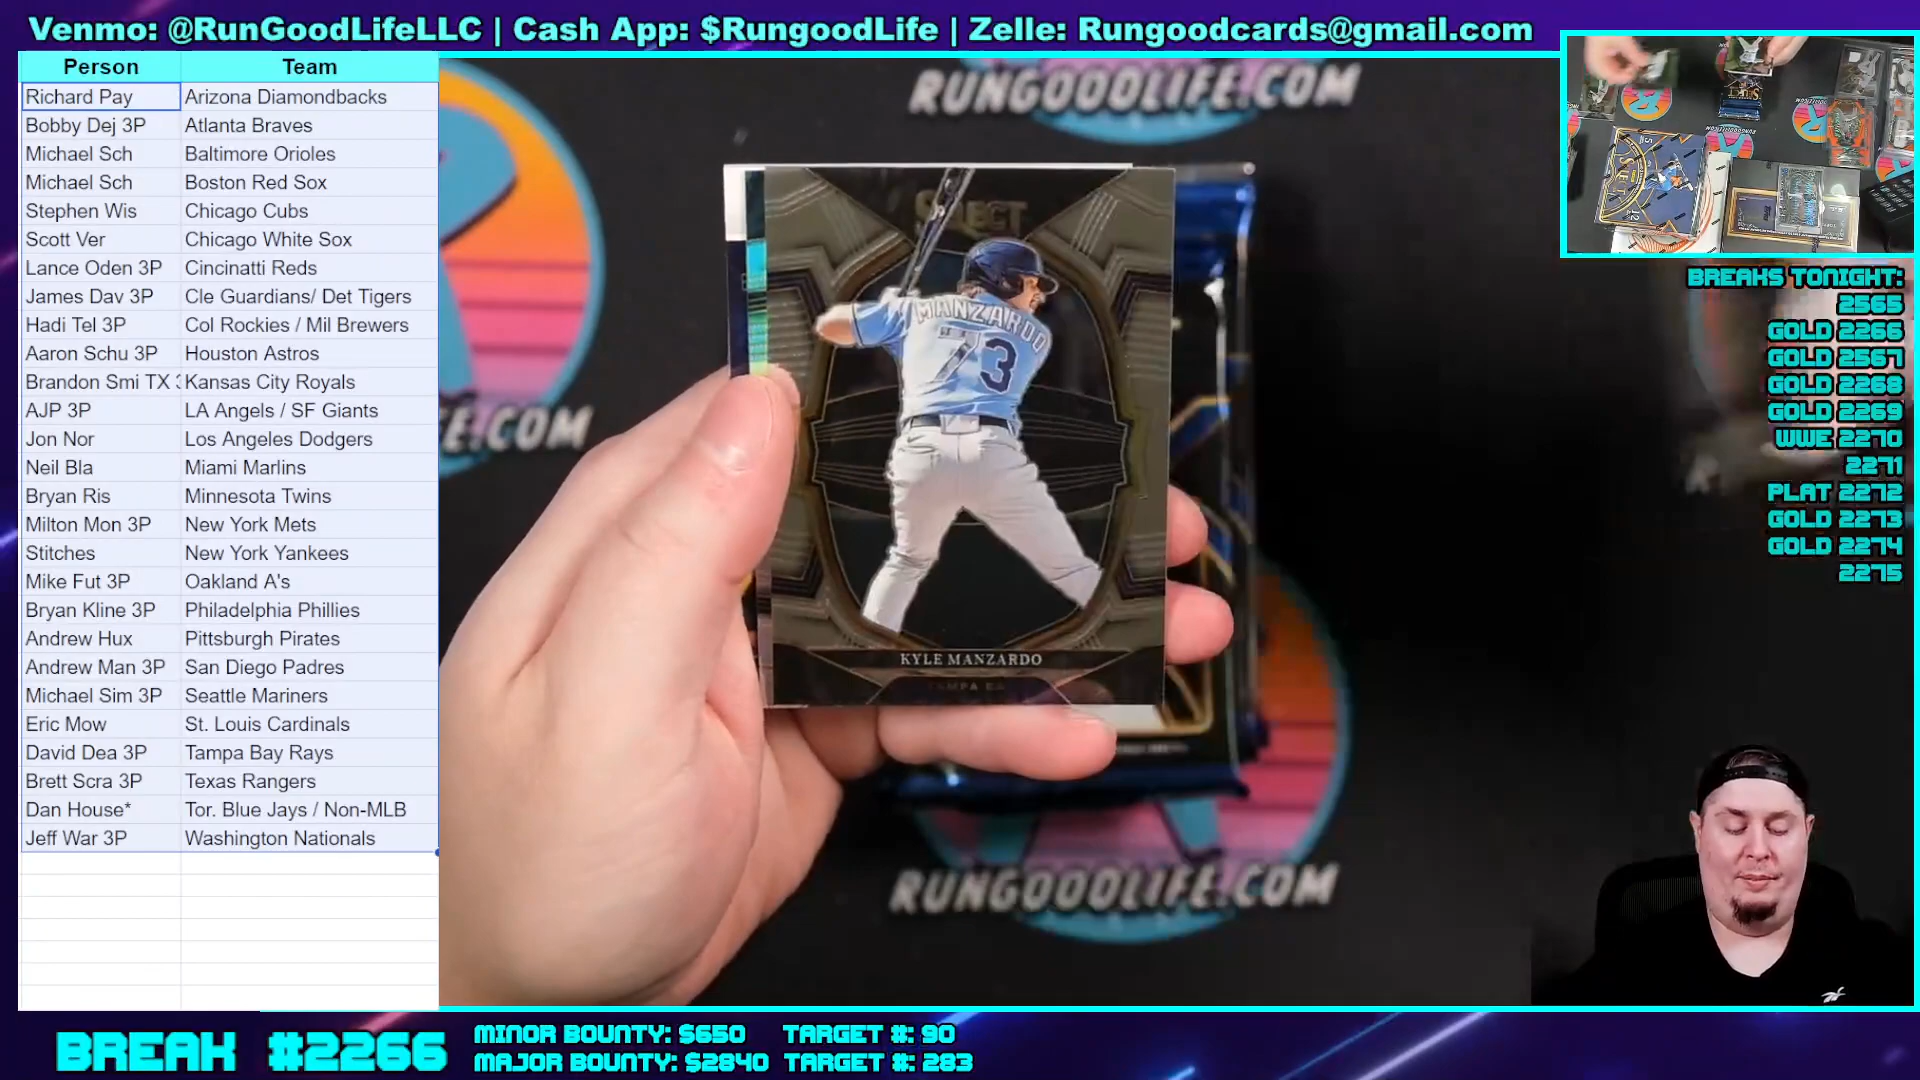 Venmo: @RunGoodLifeLLC | Cash App: $RungoodLife | Zelle: Rungoodcards@gmail.com
Person Team
Richard Pay Arizona Diamondbacks
Bobby Dej 3P Atlanta Braves
Michael Sch Baltimore Orioles
Michael Sch Boston Red Sox
Stephen Wis Chicago Cubs
Scott Ver Chicago White Sox
Lance Oden 3P Cincinatti Reds
James Dav 3P Cle Guardians/ Det Tigers
Hadi Tel 3P Col Rockies / Mil Brewers
Aaron Schu 3P Houston Astros
Brandon Smi TX Kansas City Royals
AJP 3P LA Angels / SF Giants
Jon Nor Los Angeles Dodgers
Neil Bla Miami Marlins
Bryan Ris Minnesota Twins
Milton Mon 3P New York Mets
Stitches New York Yankees
Mike Fut 3P Oakland A's
Bryan Kline 3P Philadelphia Phillies
Andrew Hux Pittsburgh Pirates
Andrew Man 3P San Diego Padres
Michael Sim 3P Seattle Mariners
Eric Mow St. Louis Cardinals
David Dea 3P Tampa Bay Rays
Brett Scra 3P Texas Rangers
Dan House* Tor. Blue Jays / Non-MLB
Jeff War 3P Washington Nationals
RUNGOODLIFE.COM
E.COM
SELECT
MANZARDO
73
KYLE MANZARDO
TAMPA BA
RUNGOODLIFE.COM
BREAKS TONIGHT:
2565
GOLD 2266
GOLD 2567
GOLD 2268
GOLD 2269
WWE 2270
2271
PLAT 2272
GOLD 2273
GOLD 2274
2275
BREAK #2266
MINOR BOUNTY: $650 TARGET #: 90
MAJOR BOUNTY: $2840 TARGET #: 283